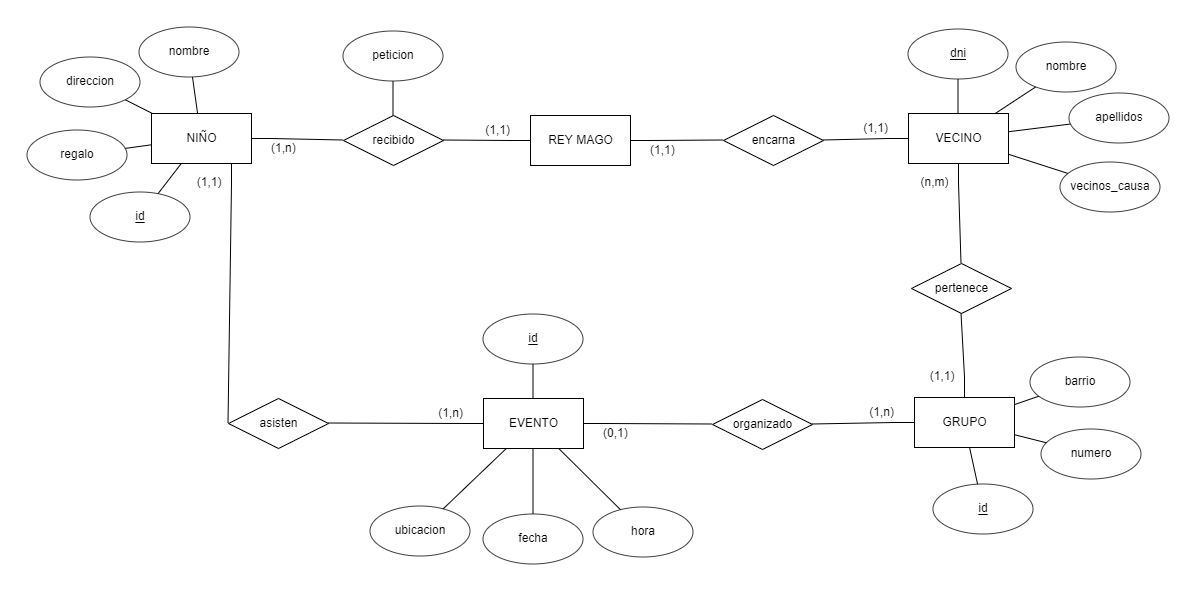 nombre
direccion
peticion
dni
nombre
apellidos
NIÑO
recibido
(1,1)
REY MAGO
encarna
(1,1)
VECINO
(1,n)
(1,1)
regalo
(1,1)
(n,m)
vecinos_causa
id
pertenece
id
(1,1)
barrio
asisten
(1,n)
EVENTO
(0,1)
organizado
(1,n)
GRUPO
numero
ubicacion
fecha
hora
id